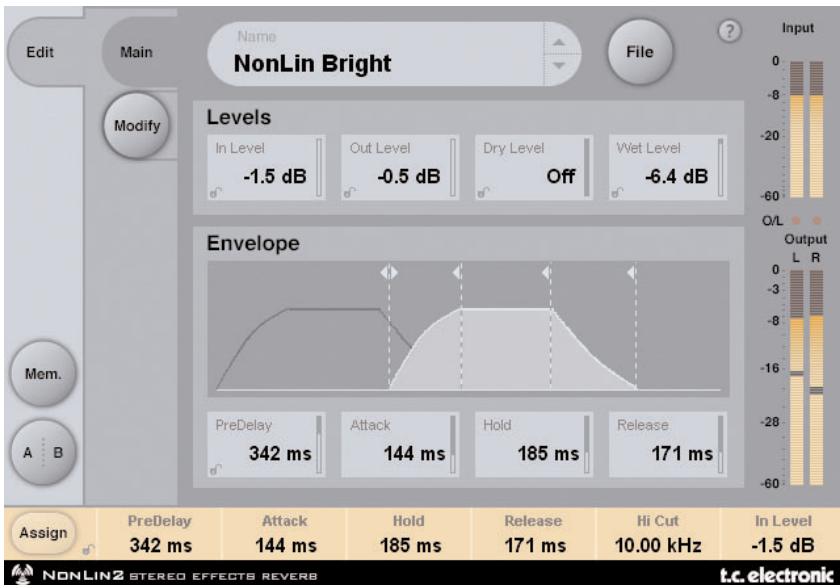 Edit
Main
Name
NonLin Bright
File
?
Input
Modify
Levels
In Level
-1.5 dB
Out Level
-0.5 dB
Dry Level
Off
Wet Level
-6.4 dB
0
-8
-20
-60
O/L
Output
L R
Envelope
0
-3
-8
-16
-28
-60
Mem.
A B
PreDelay
342 ms
Attack
144 ms
Hold
185 ms
Release
171 ms
Assign
PreDelay
342 ms
Attack
144 ms
Hold
185 ms
Release
171 ms
Hi Cut
10.00 kHz
In Level
-1.5 dB
NONLIN2 STEREO EFFECTS REVERB
t.c. electronic